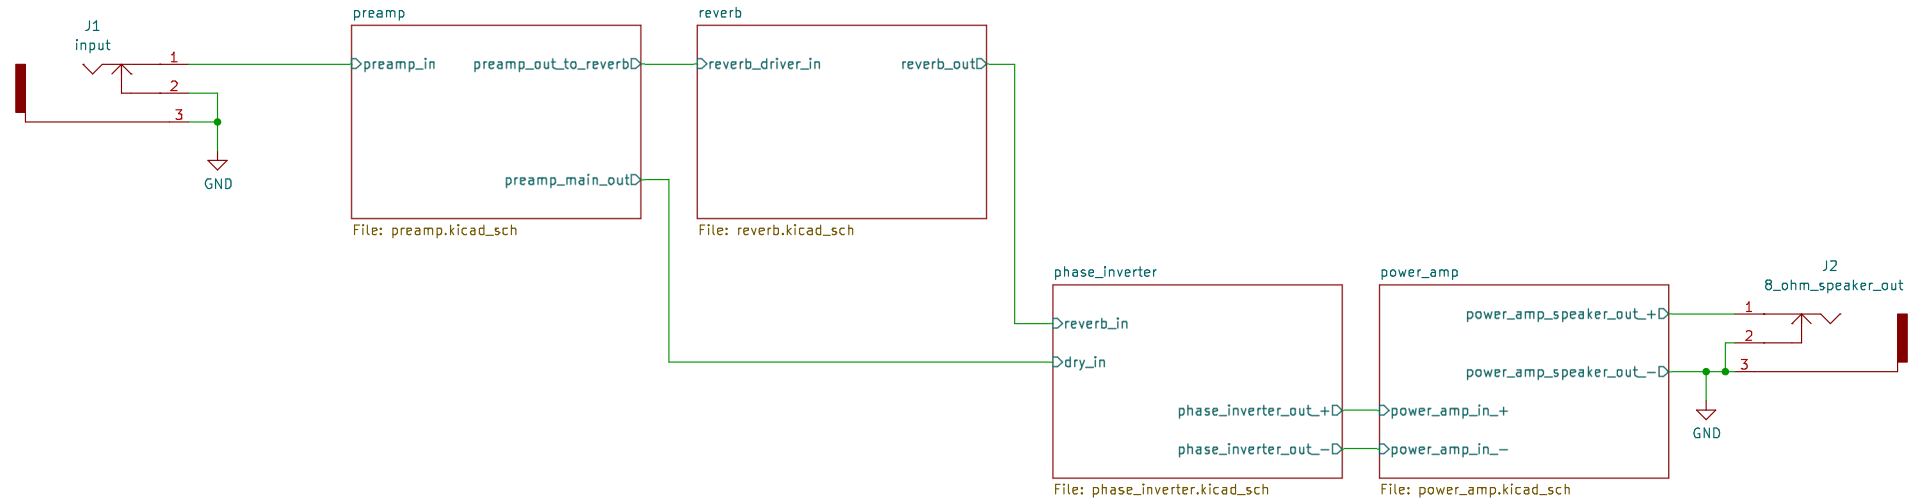 J1
input
1
2
3
GND
preamp
preamp_in
preamp_out_to_reverb
preamp_main_out
File: preamp.kicad_sch
reverb
reverb_driver_in
reverb_out
File: reverb.kicad_sch
phase_inverter
reverb_in
dry_in
phase_inverter_out_+
phase_inverter_out_-
File: phase_inverter.kicad_sch
power_amp
power_amp_speaker_out_+
power_amp_speaker_out_-
power_amp_in_+
power_amp_in_-
File: power_amp.kicad_sch
J2
8_ohm_speaker_out
1
2
3
GND